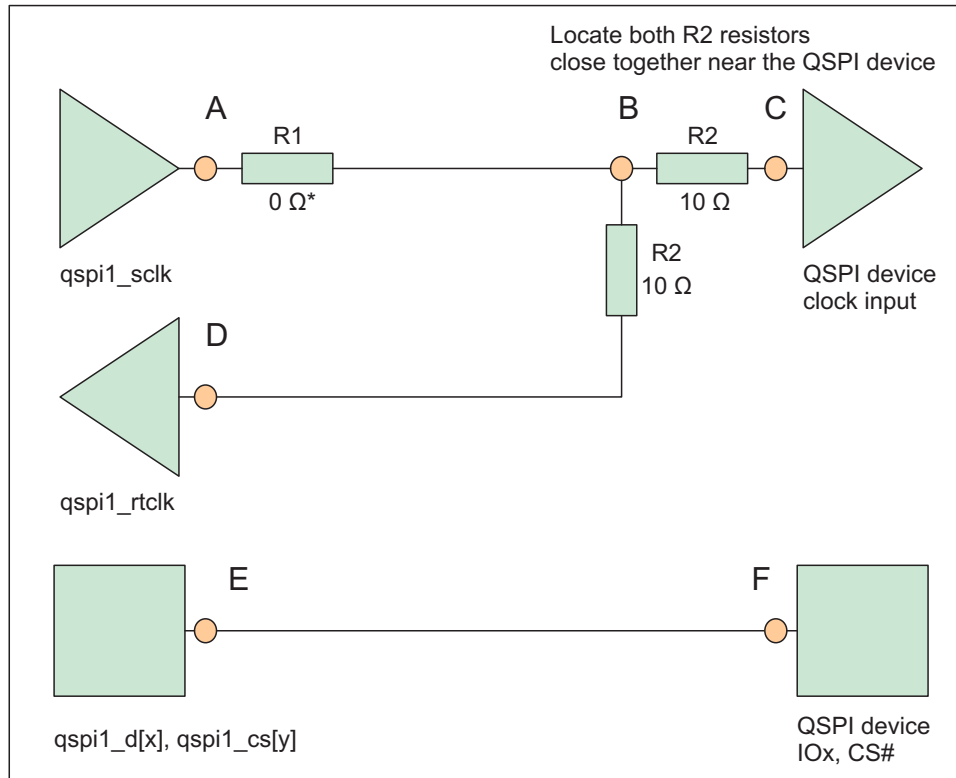 Locate both R2 resistors
close together near the QSPI device
A
B
C
R1
R2
0 Ω*
10 Ω
R2
10 Ω
qspi1_sclk
QSPI device
clock input
D
qspi1_rtclk
E
F
qspi1_d[x], qspi1_cs[y]
QSPI device
IOx, CS#